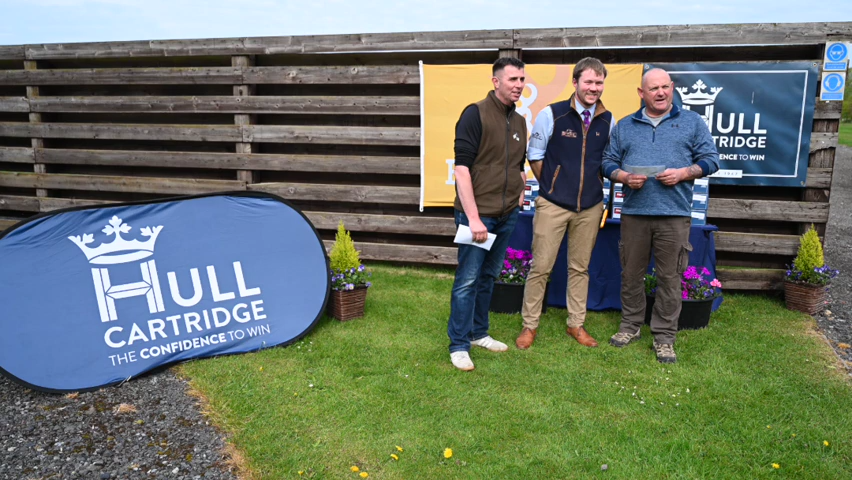 HULL
CARTRIDGE
THE CONFIDENCE TO WIN
HULL
CARTRIDGE
CONFIDENCE TO WIN